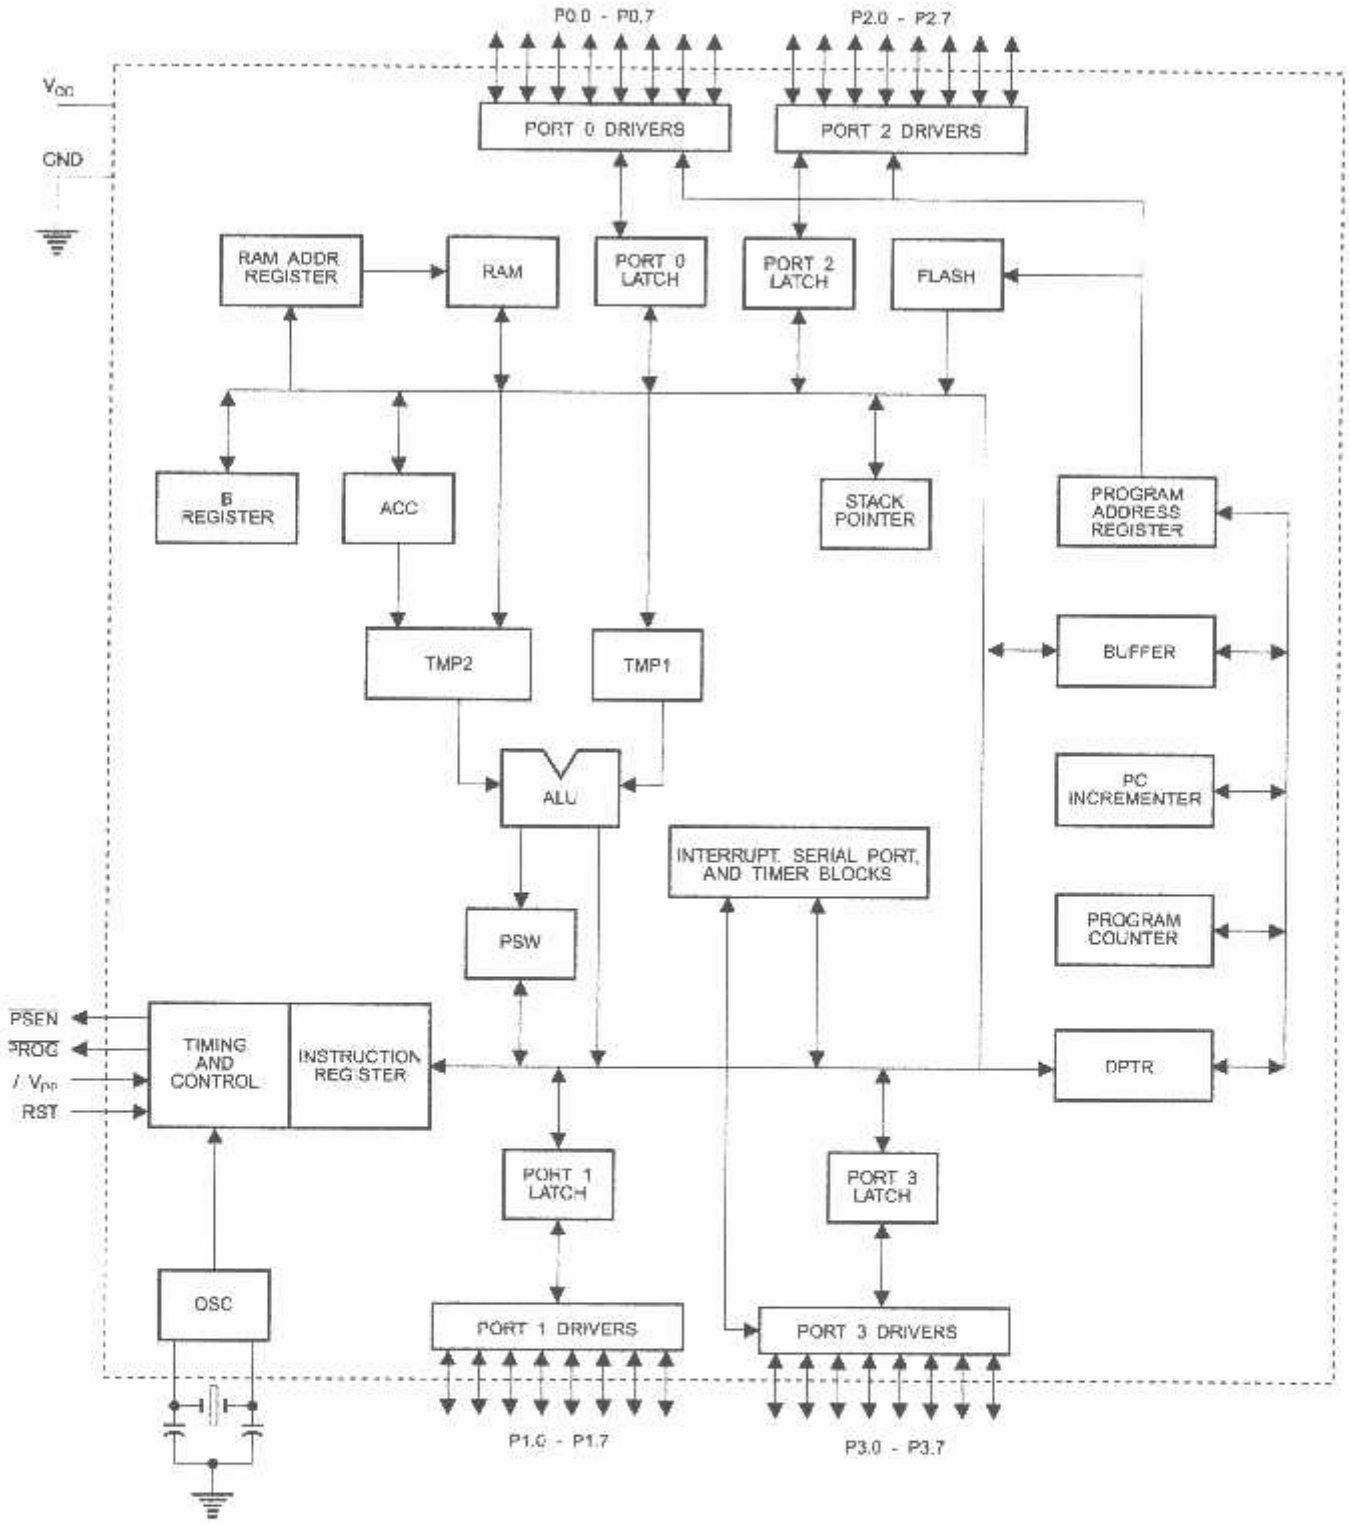 P0.0 - P0.7
P2.0 - P2.7
VCC
GND
PORT 0 DRIVERS
PORT 2 DRIVERS
RAM ADDR
REGISTER
RAM
PORT 0
LATCH
PORT 2
LATCH
FLASH
B
REGISTER
ACC
STACK
POINTER
PROGRAM
ADDRESS
REGISTER
TMP2
TMP1
BUFFER
ALU
PC
INCREMENTER
INTERRUPT, SERIAL PORT,
AND TIMER BLOCKS
PSW
PROGRAM
COUNTER
PSEN
PROG
/ VPP
RST
TIMING
AND
CONTROL
INSTRUCTION
REGISTER
DPTR
PORT 1
LATCH
PORT 3
LATCH
OSC
PORT 1 DRIVERS
PORT 3 DRIVERS
P1.0 - P1.7
P3.0 - P3.7